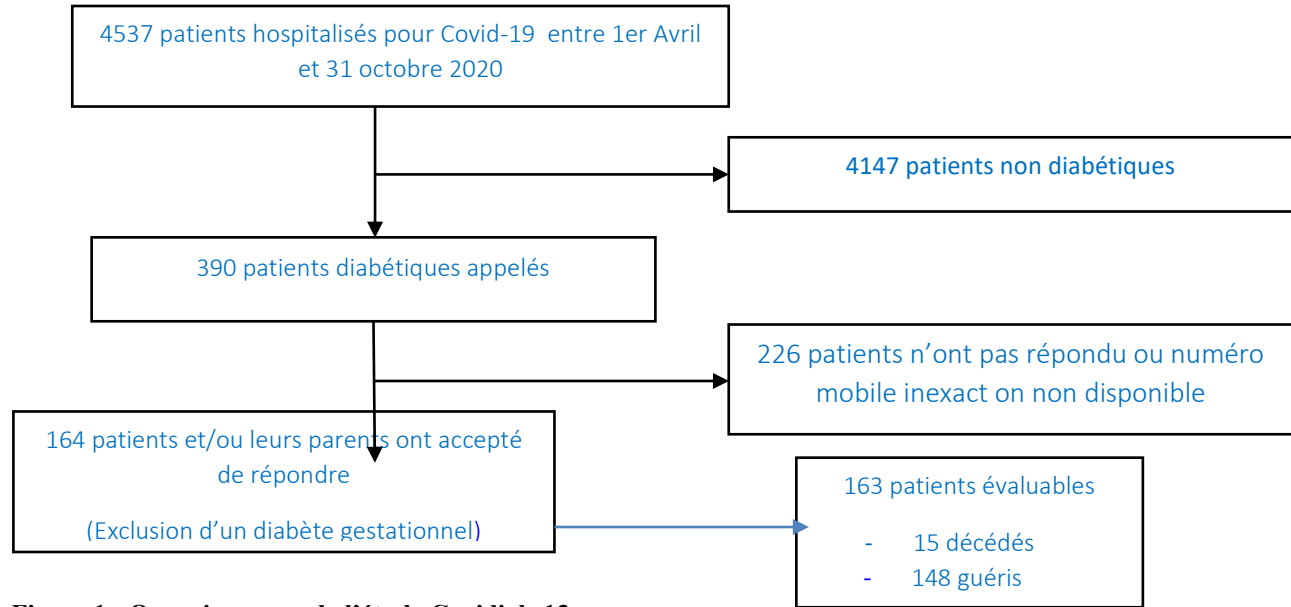 4537 patients hospitalisés pour Covid-19 entre 1er Avril
et 31 octobre 2020
4147 patients non diabétiques
390 patients diabétiques appelés
226 patients n’ont pas répondu ou numéro
mobile inexact on non disponible
164 patients et/ou leurs parents ont accepté
de répondre
(Exclusion d’un diabète gestationnel)
163 patients évaluables
- 15 décédés
- 148 guéris